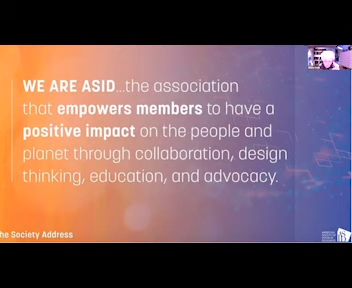 WE ARE ASID...the association
that empowers members to have a
positive impact on the people and
planet through collaboration, design
thinking, education, and advocacy.
he Society Address